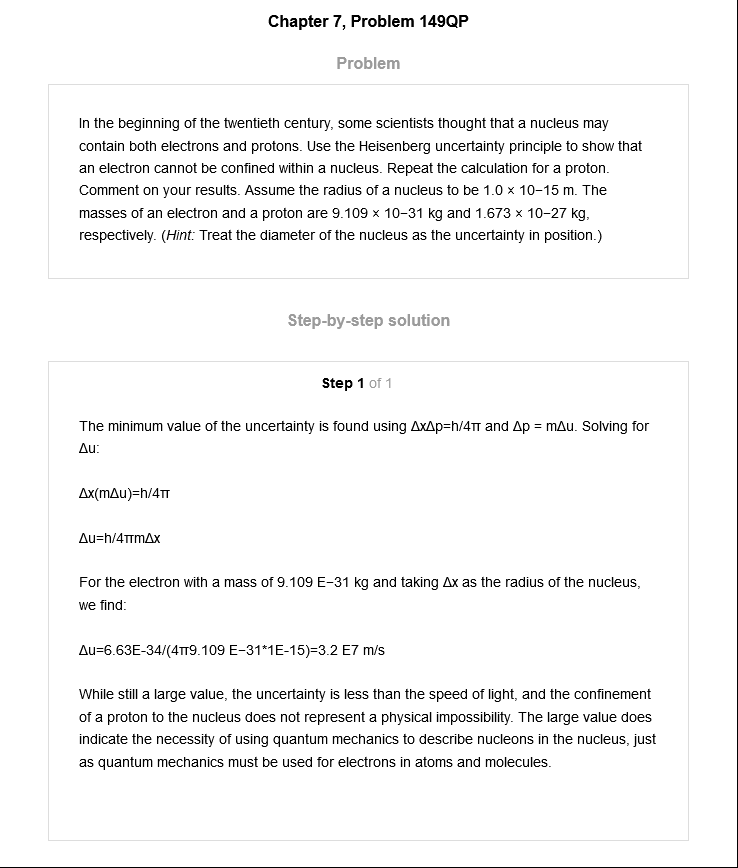 Chapter 7, Problem 149QP
Problem
In the beginning of the twentieth century, some scientists thought that a nucleus may
contain both electrons and protons. Use the Heisenberg uncertainty principle to show that
an electron cannot be confined within a nucleus. Repeat the calculation for a proton.
Comment on your results. Assume the radius of a nucleus to be 1.0 × 10−15 m. The
masses of an electron and a proton are 9.109 × 10−31 kg and 1.673 × 10−27 kg,
respectively. (Hint: Treat the diameter of the nucleus as the uncertainty in position.)
Step-by-step solution
Step 1 of 1
The minimum value of the uncertainty is found using ΔxΔp=h/4π and Δp = mΔu. Solving for
Δu:
Δx(mΔu)=h/4π
Δu=h/4πmΔx
For the electron with a mass of 9.109 E−31 kg and taking Δx as the radius of the nucleus,
we find:
Δu=6.63E-34/(4π9.109 E−31*1E-15)=3.2 E7 m/s
While still a large value, the uncertainty is less than the speed of light, and the confinement
of a proton to the nucleus does not represent a physical impossibility. The large value does
indicate the necessity of using quantum mechanics to describe nucleons in the nucleus, just
as quantum mechanics must be used for electrons in atoms and molecules.